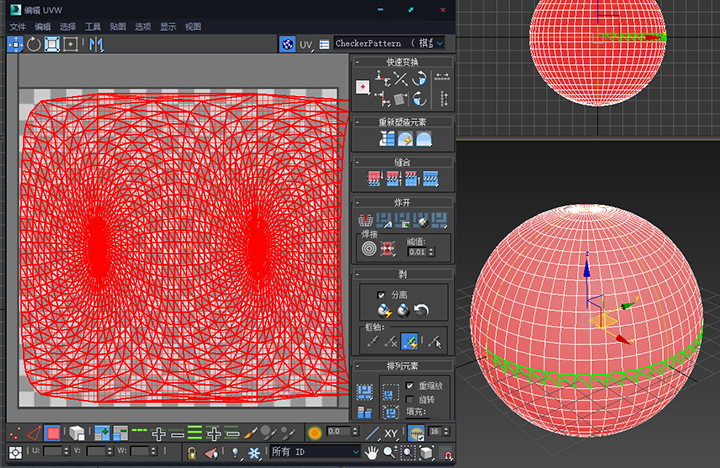 编辑 UVW
文件 编辑 选择 工具 贴图 选项 显示 视图
UV CheckerPattern ( 棋盘
快速变换
重新塑造元素
缝合
炸开
焊接
阈值:
0.01
剥
分离
框轴:
排列元素
重缩放
旋转
填充:
0.0 XY 16
U: V: W: 所有 ID